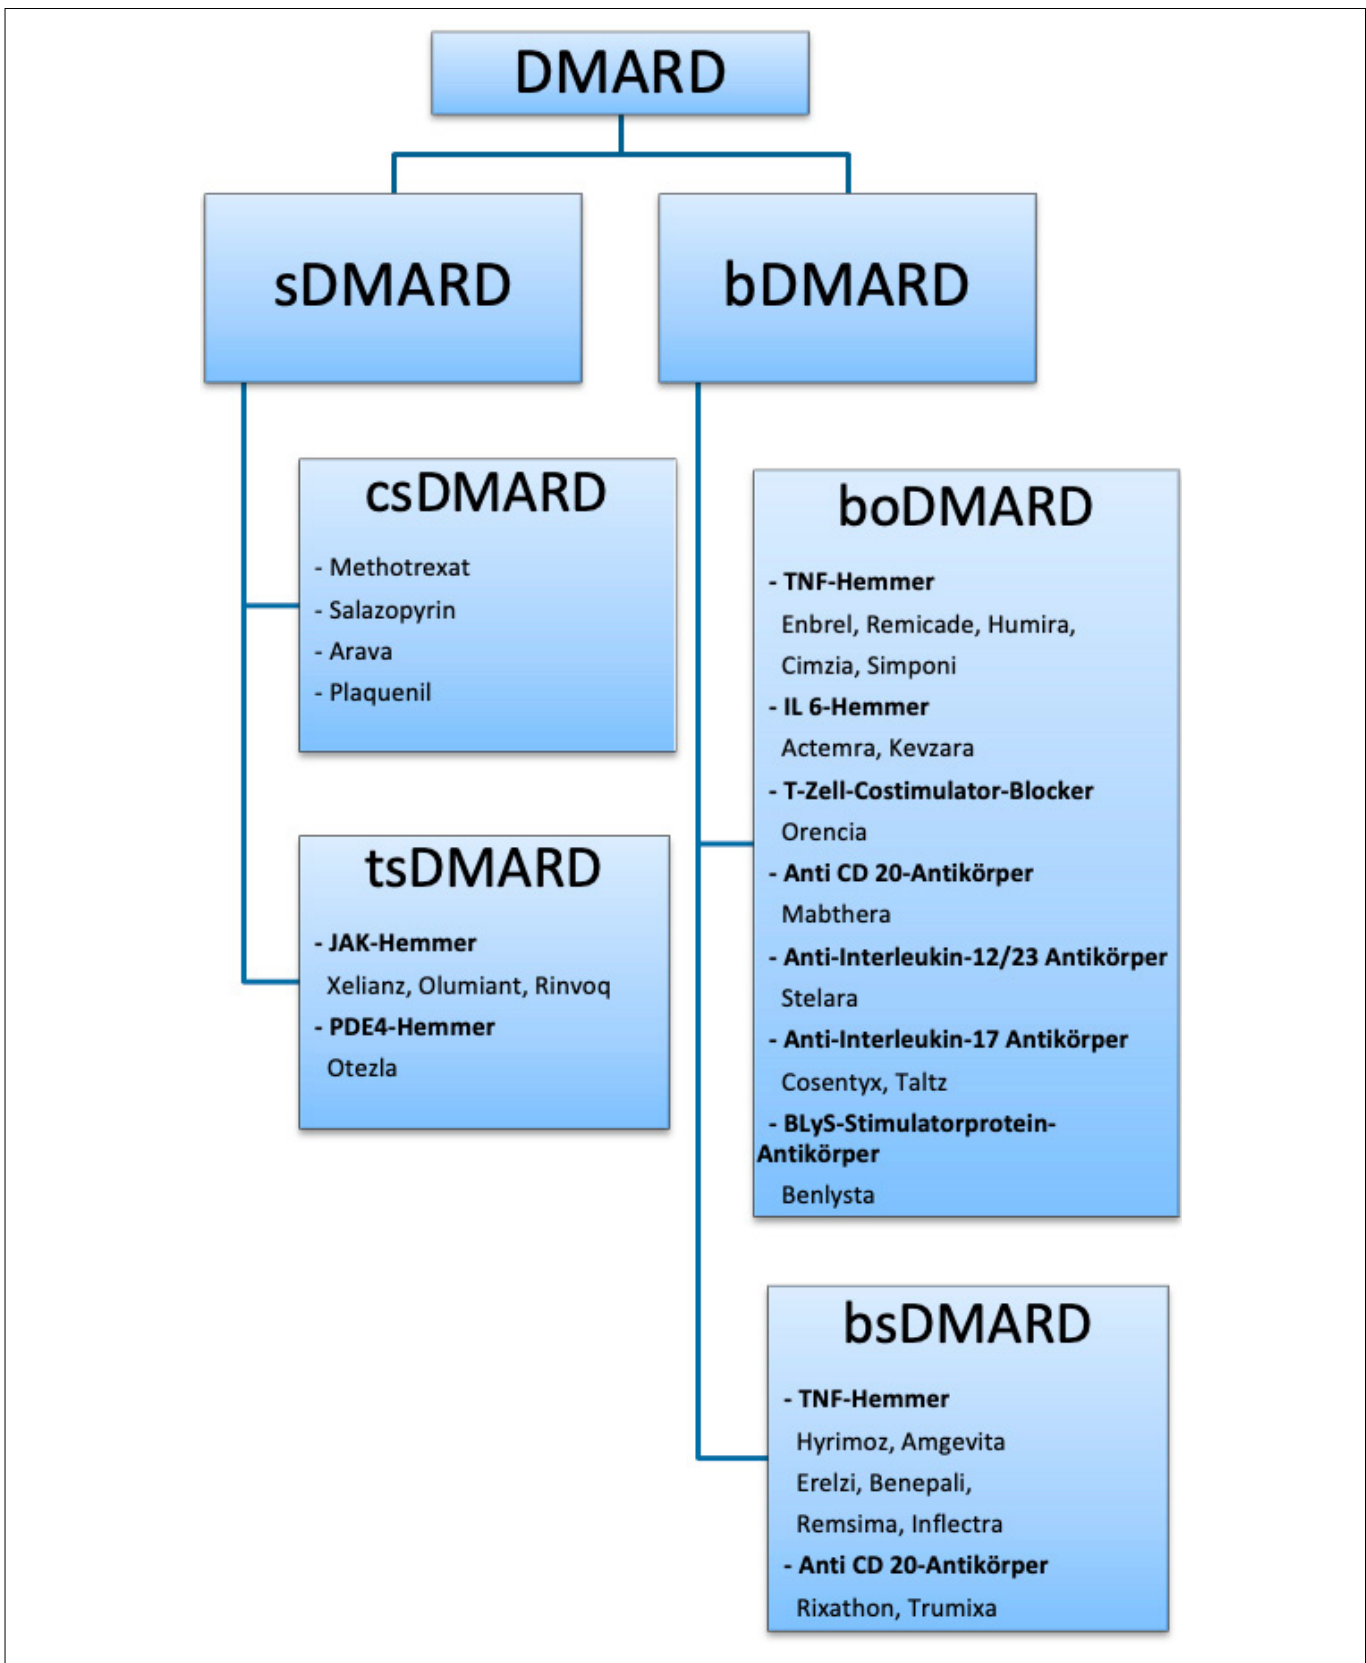 DMARD
sDMARD
bDMARD
csDMARD
- Methotrexat
- Salazopyrin
- Arava
- Plaquenil
tsDMARD
- JAK-Hemmer
Xelianz, Olumiant, Rinvoq
- PDE4-Hemmer
Otezla
boDMARD
- TNF-Hemmer
Enbrel, Remicade, Humira,
Cimzia, Simponi
- IL 6-Hemmer
Actemra, Kevzara
- T-Zell-Costimulator-Blocker
Orencia
- Anti CD 20-Antikörper
Mabthera
- Anti-Interleukin-12/23 Antikörper
Stelara
- Anti-Interleukin-17 Antikörper
Cosentyx, Taltz
- BLyS-Stimulatorprotein-
Antikörper
Benlysta
bsDMARD
- TNF-Hemmer
Hyrimoz, Amgevita
Erelzi, Benepali,
Remsima, Inflectra
- Anti CD 20-Antikörper
Rixathon, Trumixa